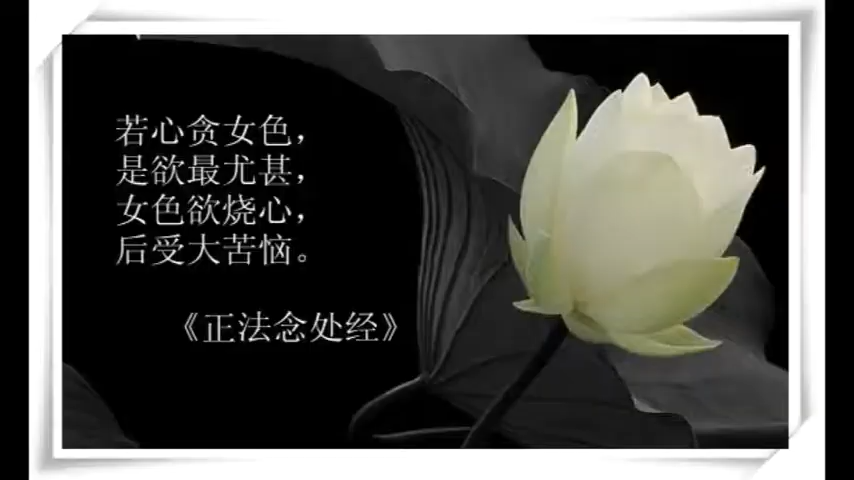 若心贪女色，
是欲最尤甚，
女色欲烧心，
后受大苦恼。
《正法念处经》